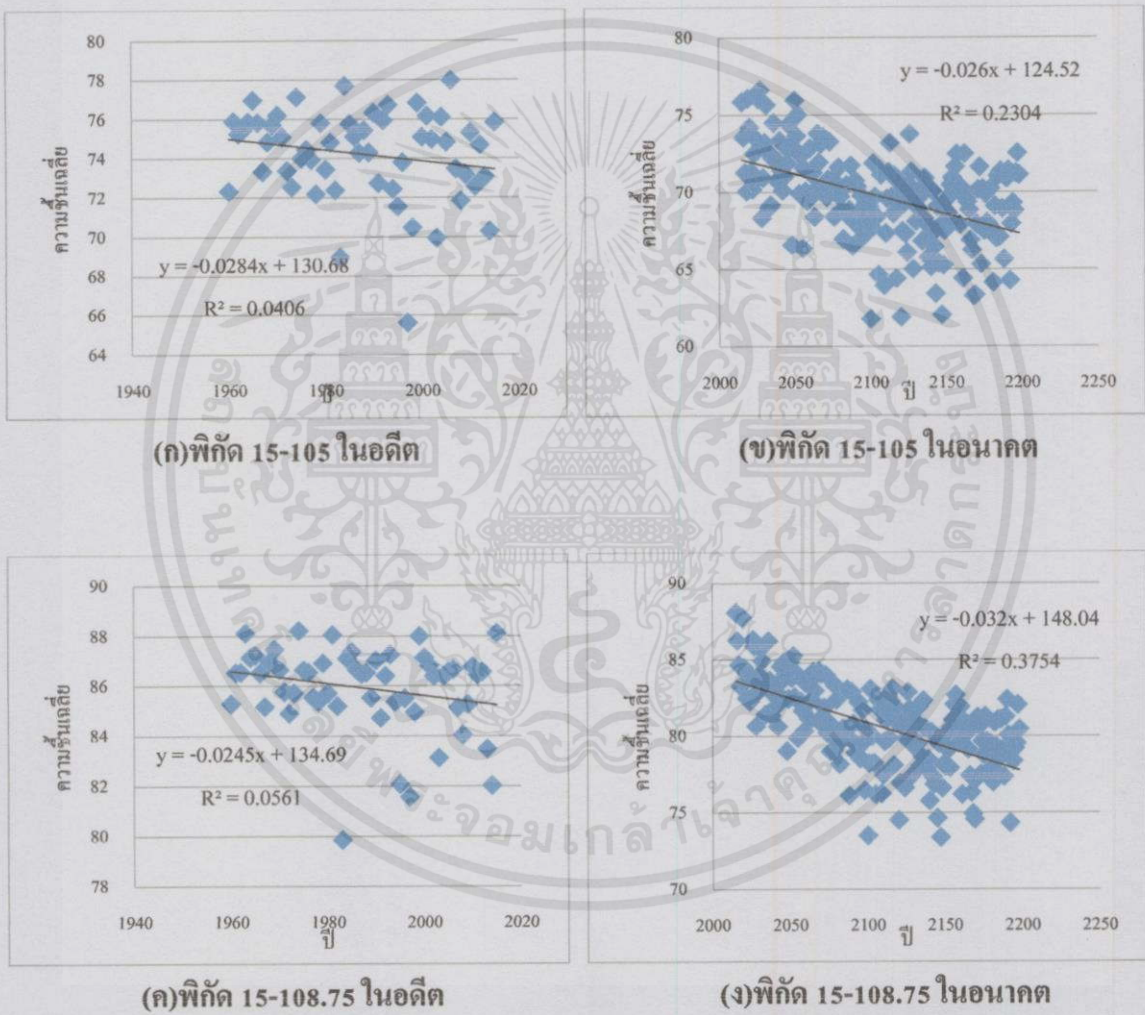 80
78
76
74
72
70
68
66
64
ความชื้นเฉลี่ย
y = -0.0284x + 130.68
R² = 0.0406
1940 1960 1980 2000 2020
ปี
(ก)พิกัด 15-105 ในอดีต
80
75
70
65
60
ความชื้นเฉลี่ย
y = -0.026x + 124.52
R² = 0.2304
2000 2050 2100 2150 2200 2250
ปี
(ข)พิกัด 15-105 ในอนาคต
90
88
86
84
82
80
78
ความชื้นเฉลี่ย
y = -0.0245x + 134.69
R² = 0.0561
1940 1960 1980 2000 2020
ปี
(ค)พิกัด 15-108.75 ในอดีต
90
85
80
75
70
ความชื้นเฉลี่ย
y = -0.032x + 148.04
R² = 0.3754
2000 2050 2100 2150 2200 2250
ปี
(ง)พิกัด 15-108.75 ในอนาคต